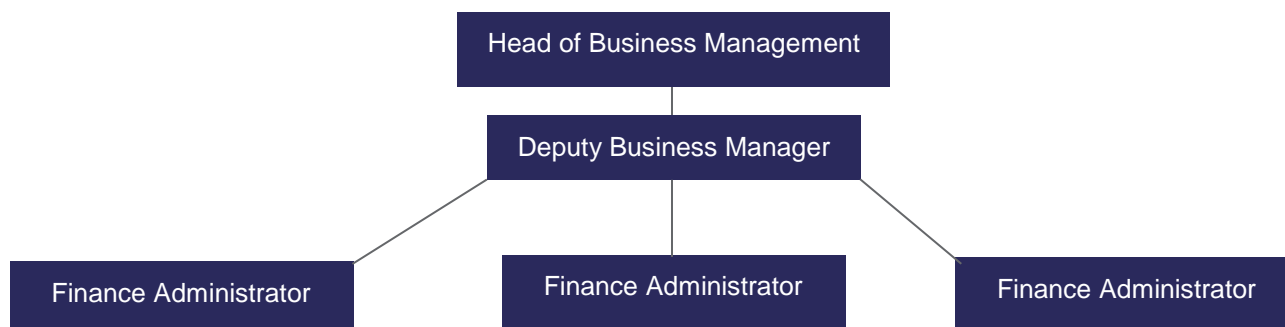 Head of Business Management
Deputy Business Manager
Finance Administrator
Finance Administrator
Finance Administrator